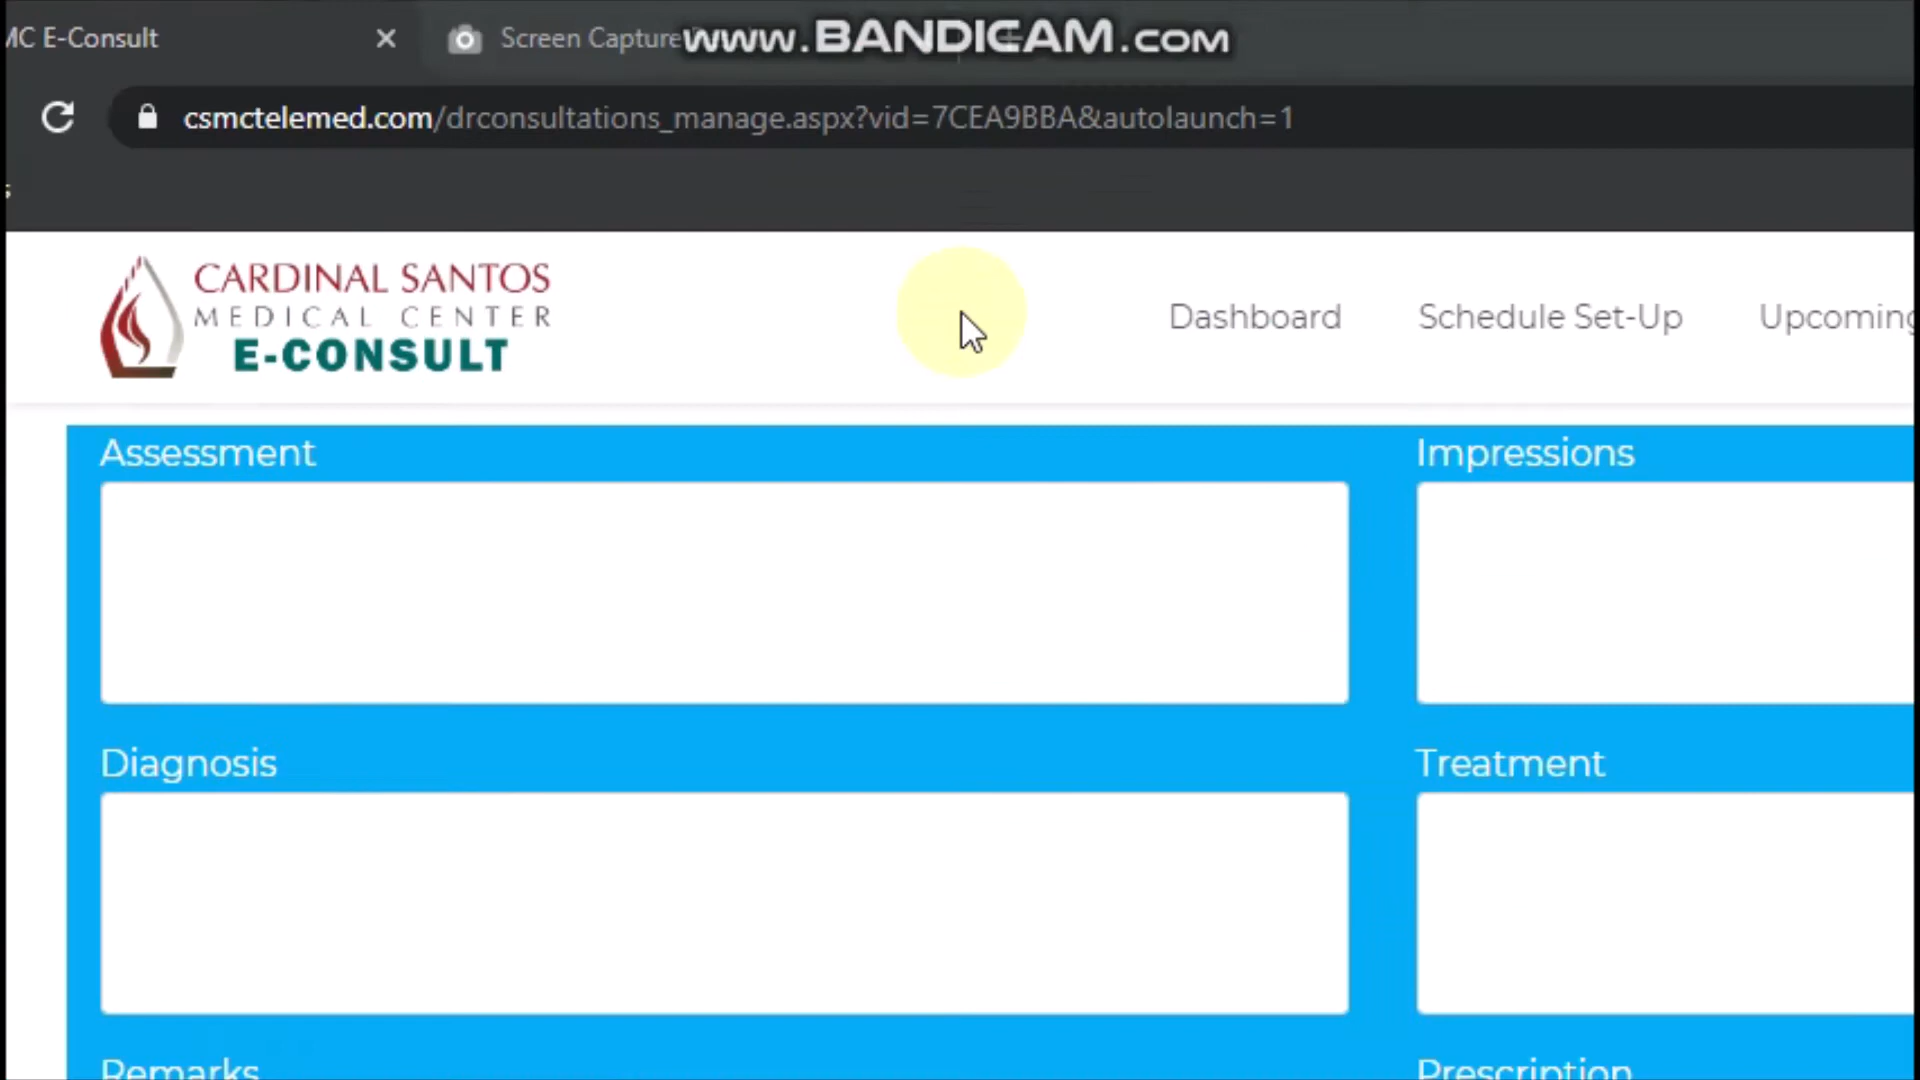 MC E-Consult
Screen Capture
www.BANDICAM.com
csmctelemed.com/drconsultations_manage.aspx?vid=7CEA9BBA&autolaunch=1
s
CARDINAL SANTOS
MEDICAL CENTER
E-CONSULT
Dashboard
Schedule Set-Up
Upcoming
Assessment
Impressions
Diagnosis
Treatment
Remarks
Prescription